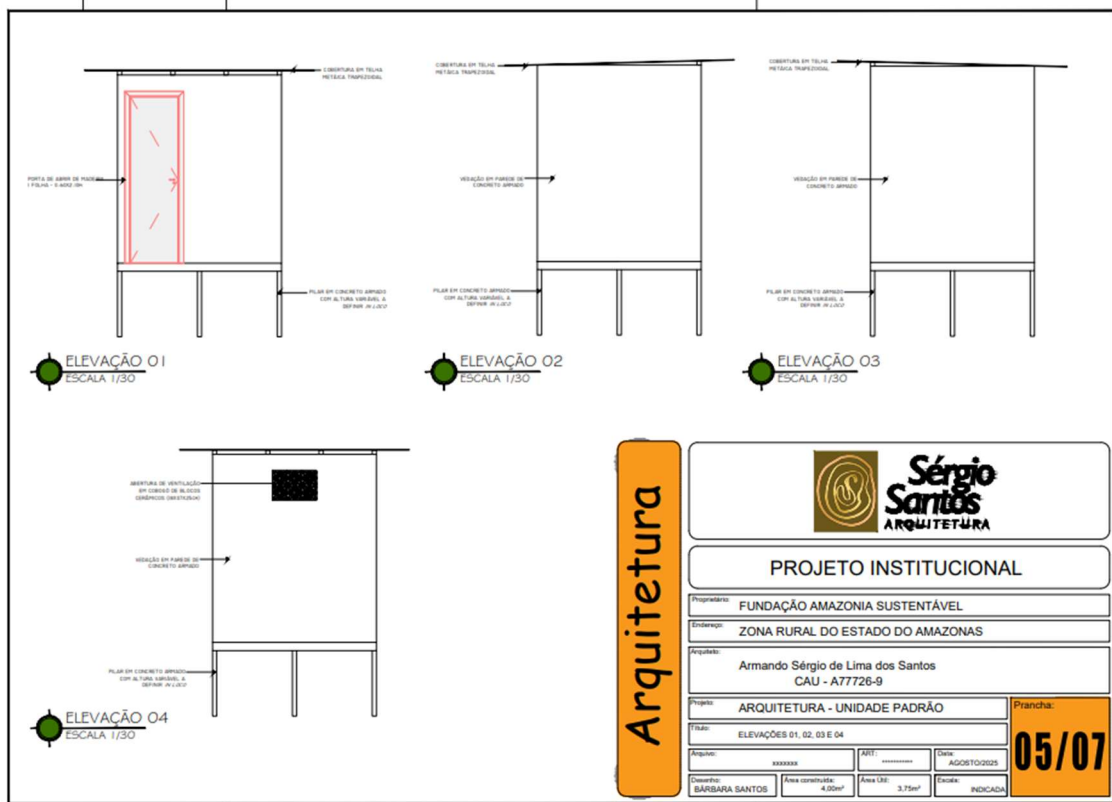 COBERTURA EM TELHA
METÁLICA TRAPEZOIDAL
PORTA DE ABRIR DE MADEIRA
1 FOLHA -
PILAR EM CONCRETO ARMADO
COM ALTURA VARIÁVEL A
DEFINIR IN LOCO
ELEVAÇÃO 01
ESCALA 1/30
COBERTURA EM TELHA
METÁLICA TRAPEZOIDAL
VEDAÇÃO EM PAREDE DE
CONCRETO ARMADO
PILAR EM CONCRETO ARMADO
COM ALTURA VARIÁVEL A
DEFINIR IN LOCO
ELEVAÇÃO 02
ESCALA 1/30
COBERTURA EM TELHA
METÁLICA TRAPEZOIDAL
VEDAÇÃO EM PAREDE DE
CONCRETO ARMADO
PILAR EM CONCRETO ARMADO
COM ALTURA VARIÁVEL A
DEFINIR IN LOCO
ELEVAÇÃO 03
ESCALA 1/30
ABERTURA DE VENTILAÇÃO
EM COBOGÓ DE BLOCOS
CERÂMICOS
VEDAÇÃO EM PAREDE DE
CONCRETO ARMADO
PILAR EM CONCRETO ARMADO
COM ALTURA VARIÁVEL A
DEFINIR IN LOCO
ELEVAÇÃO 04
ESCALA 1/30
Arquitetura
Sérgio
Santos
ARQUITETURA
PROJETO INSTITUCIONAL
Proprietário: FUNDAÇÃO AMAZONIA SUSTENTÁVEL
Endereço: ZONA RURAL DO ESTADO DO AMAZONAS
Arquiteto:
Armando Sérgio de Lima dos Santos
CAU - A77726-9
Projeto: ARQUITETURA - UNIDADE PADRÃO
Título: ELEVAÇÕES 01, 02, 03 E 04
Arquivo: xxxxxxx ART: *********** Data: AGOSTO/2025
Desenho: BÁRBARA SANTOS Área construída: 4,00m² Área Útil: 3,75m² Escala: INDICADA
Prancha:
05/07